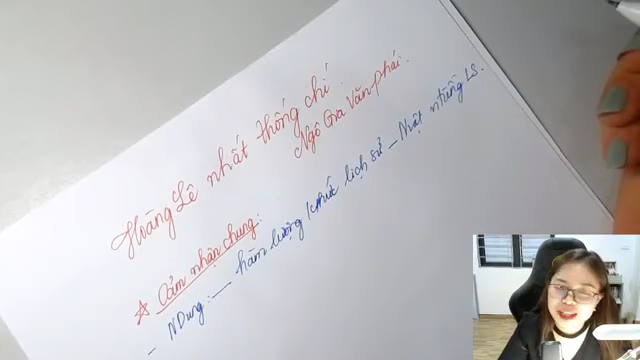 Hoàng Lê nhất thống chí.
Ngô Gia Văn phái.
☆ Cảm nhận chung:
- NDung: — hàm lượng kthức lịch sử – Nhật những LS.